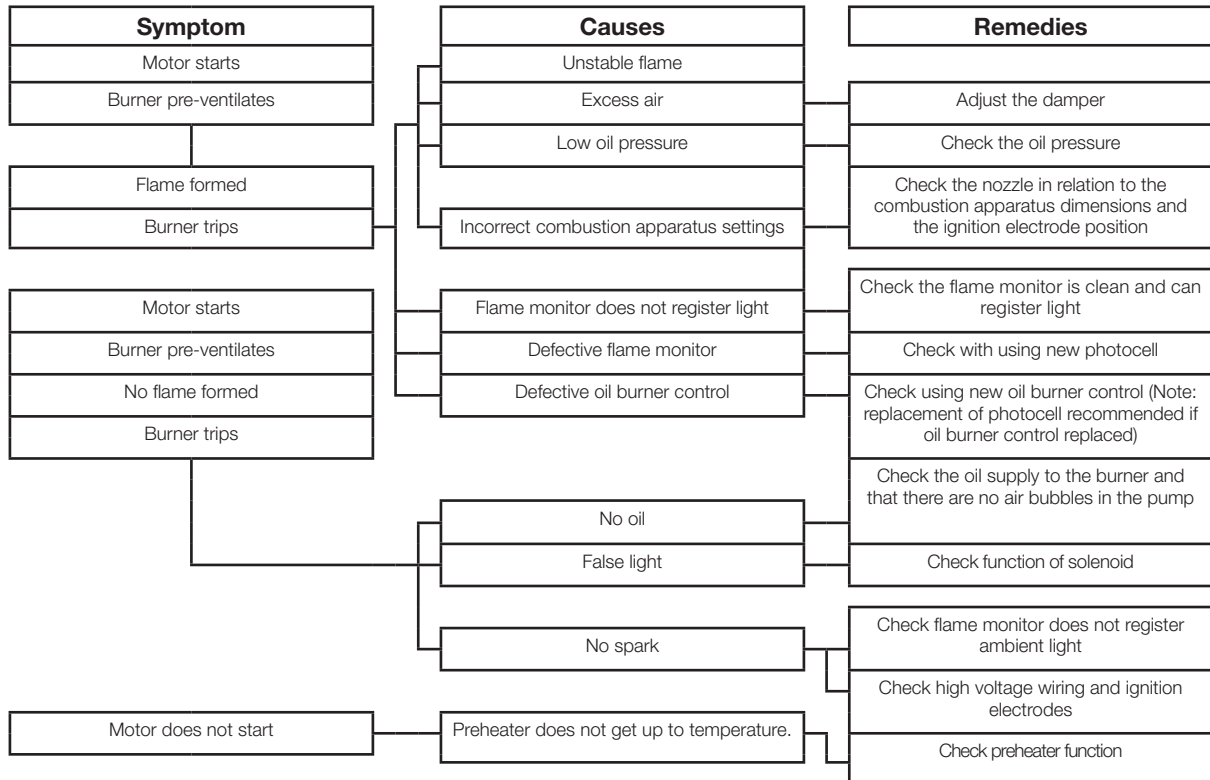 Symptom
Causes
Remedies
Motor starts
Unstable flame
Burner pre-ventilates
Excess air
Adjust the damper
Low oil pressure
Check the oil pressure
Flame formed
Check the nozzle in relation to the
combustion apparatus dimensions and
the ignition electrode position
Burner trips
Incorrect combustion apparatus settings
Motor starts
Flame monitor does not register light
Check the flame monitor is clean and can
register light
Burner pre-ventilates
Defective flame monitor
Check with using new photocell
No flame formed
Defective oil burner control
Check using new oil burner control (Note:
replacement of photocell recommended if
oil burner control replaced)
Burner trips
Check the oil supply to the burner and
that there are no air bubbles in the pump
No oil
False light
Check function of solenoid
No spark
Check flame monitor does not register
ambient light
Check high voltage wiring and ignition
electrodes
Motor does not start
Preheater does not get up to temperature.
Check preheater function